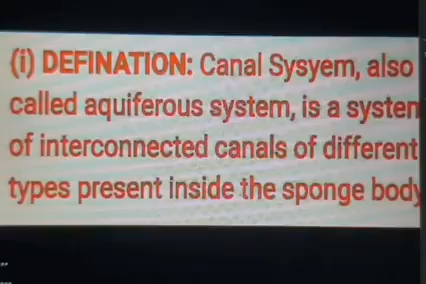 (i) DEFINATION: Canal Sysyem, also
called aquiferous system, is a system
of interconnected canals of different
types present inside the sponge body